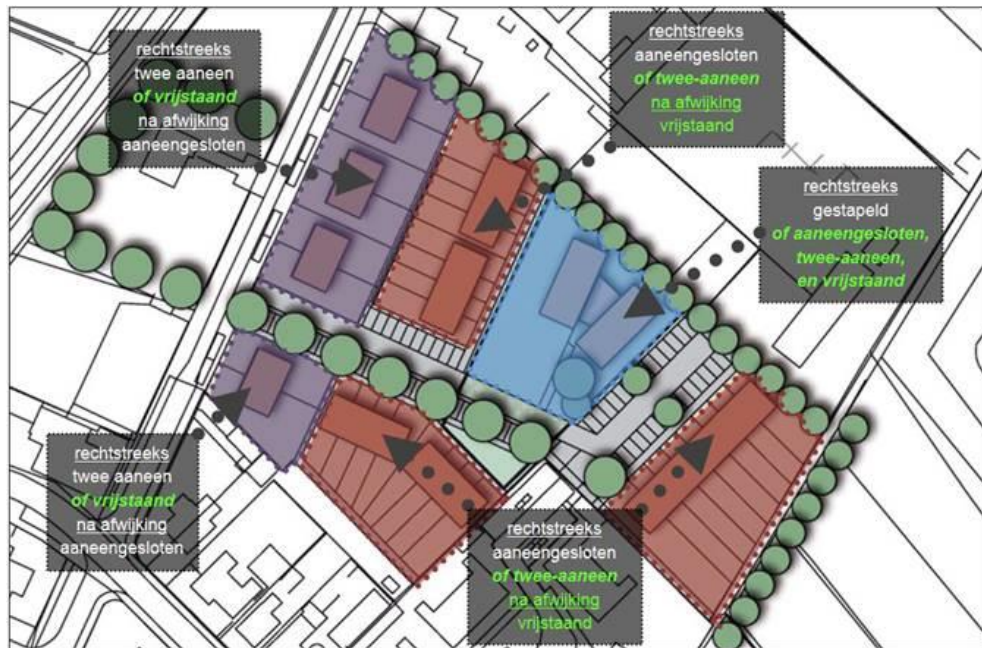 rechtstreeks
twee aaneen
of vrijstaand
na afwijking
aaneengesloten
rechtstreeks
aaneengesloten
of twee-aaneen
na afwijking
vrijstaand
rechtstreeks
gestapeld
of aaneengesloten,
twee-aaneen,
en vrijstaand
rechtstreeks
twee aaneen
of vrijstaand
na afwijking
aaneengesloten
rechtstreeks
aaneengesloten
of twee-aaneen
na afwijking
vrijstaand